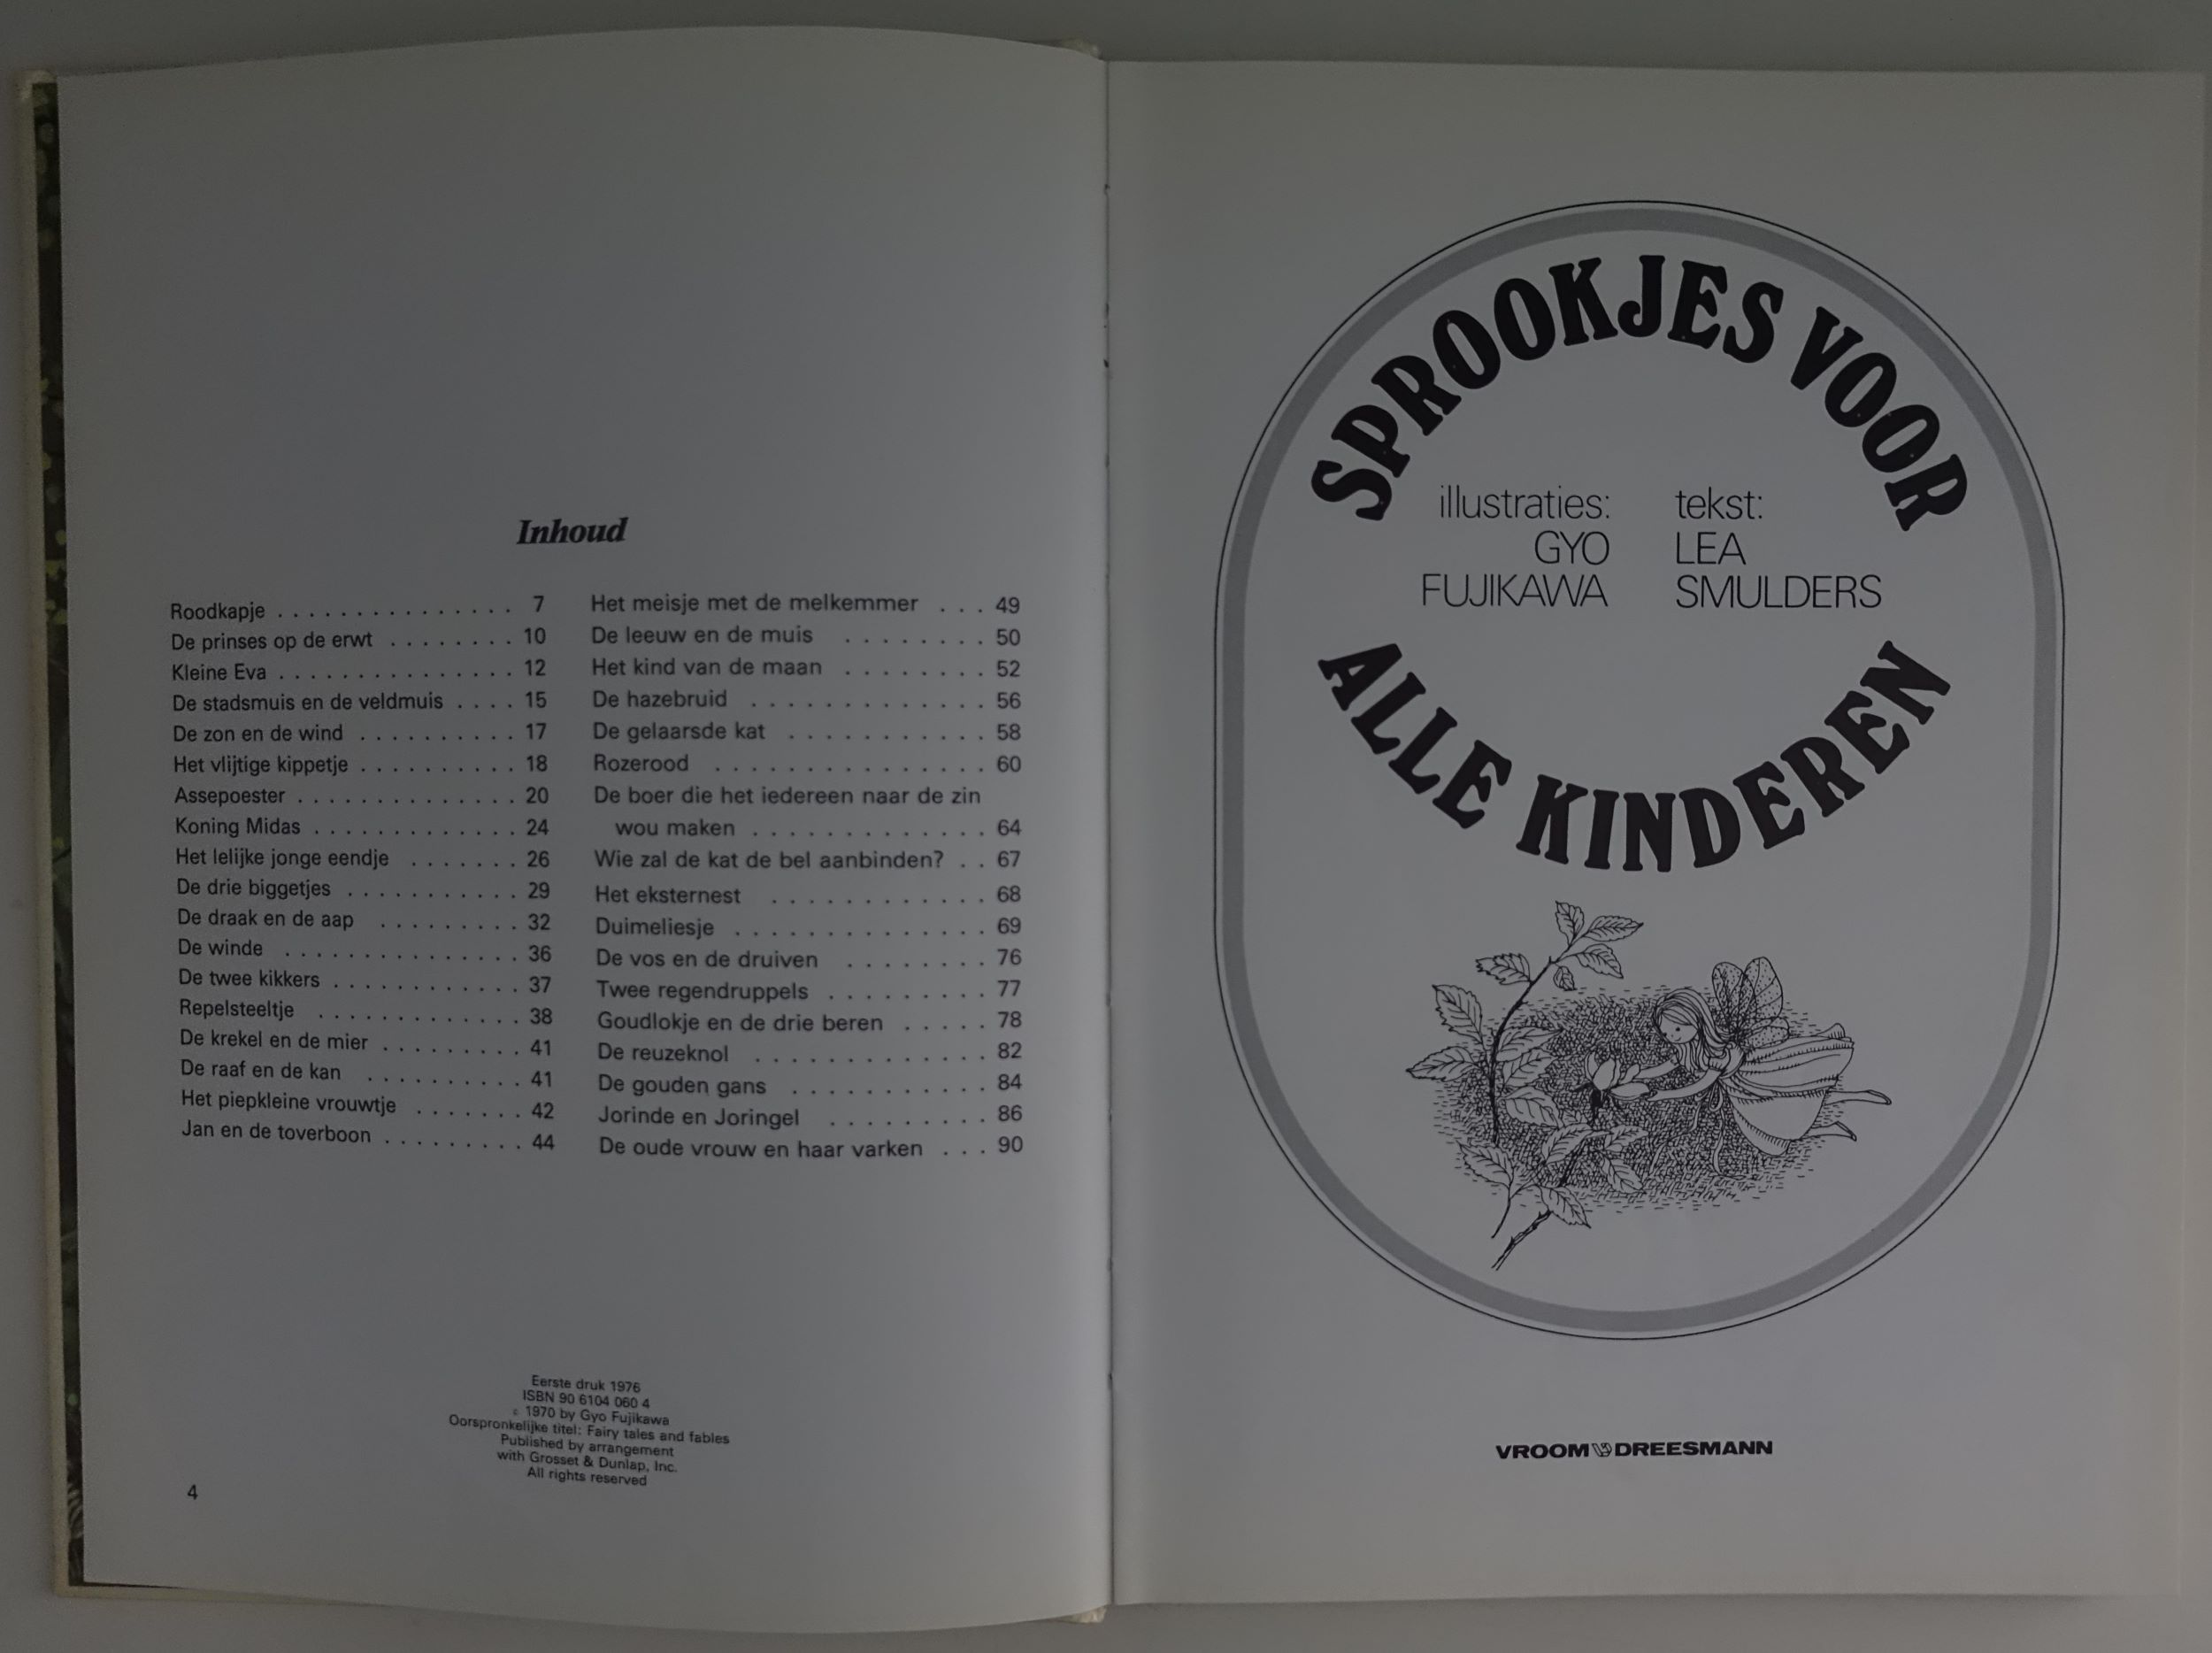 Inhoud
Roodkapje . . . . . . . . . . . . . . . 7
De prinses op de erwt . . . . . . . . 10
Kleine Eva . . . . . . . . . . . . . . . 12
De stadsmuis en de veldmuis . . . . 15
De zon en de wind . . . . . . . . . . 17
Het vlijtige kippetje . . . . . . . . . . 18
Assepoester . . . . . . . . . . . . . . 20
Koning Midas . . . . . . . . . . . . . 24
Het lelijke jonge eendje . . . . . . . 26
De drie biggetjes . . . . . . . . . . . 29
De draak en de aap . . . . . . . . . 32
De winde . . . . . . . . . . . . . . . 36
De twee kikkers . . . . . . . . . . . . 37
Repelsteeltje . . . . . . . . . . . . . 38
De krekel en de mier . . . . . . . . . 41
De raaf en de kan . . . . . . . . . . 41
Het piepkleine vrouwtje . . . . . . . 42
Jan en de toverboon . . . . . . . . . 44
Het meisje met de melkemmer . . . 49
De leeuw en de muis . . . . . . . . 50
Het kind van de maan . . . . . . . . 52
De hazebruid . . . . . . . . . . . . . 56
De gelaarsde kat . . . . . . . . . . . 58
Rozerood . . . . . . . . . . . . . . . 60
De boer die het iedereen naar de zin
wou maken . . . . . . . . . . . . . 64
Wie zal de kat de bel aanbinden? . . 67
Het eksternest . . . . . . . . . . . . 68
Duimeliesje . . . . . . . . . . . . . . 69
De vos en de druiven . . . . . . . . 76
Twee regendruppels . . . . . . . . . 77
Goudlokje en de drie beren . . . . . 78
De reuzeknol . . . . . . . . . . . . . 82
De gouden gans . . . . . . . . . . . 84
Jorinde en Joringel . . . . . . . . . 86
De oude vrouw en haar varken . . . 90
Eerste druk 1976
ISBN 90 6104 060 4
© 1970 by Gyo Fujikawa
Oorspronkelijke titel: Fairy tales and fables
Published by arrangement
with Grosset & Dunlap, Inc.
All rights reserved
4
SPROOKJES VOOR
illustraties:
GYO
FUJIKAWA
tekst:
LEA
SMULDERS
ALLE KINDEREN
VROOM DREESMANN